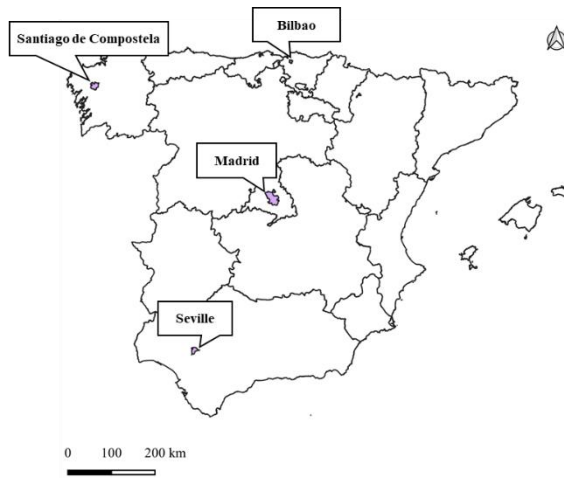 Bilbao
Santiago de Compostela
Madrid
Seville
0 100 200 km